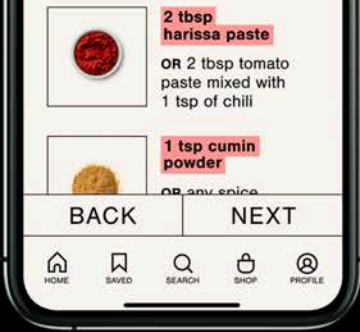 2 tbsp
harissa paste
OR 2 tbsp tomato
paste mixed with
1 tsp of chili
1 tsp cumin
powder
OR any spice
BACK NEXT
HOME SAVED SEARCH SHOP PROFILE